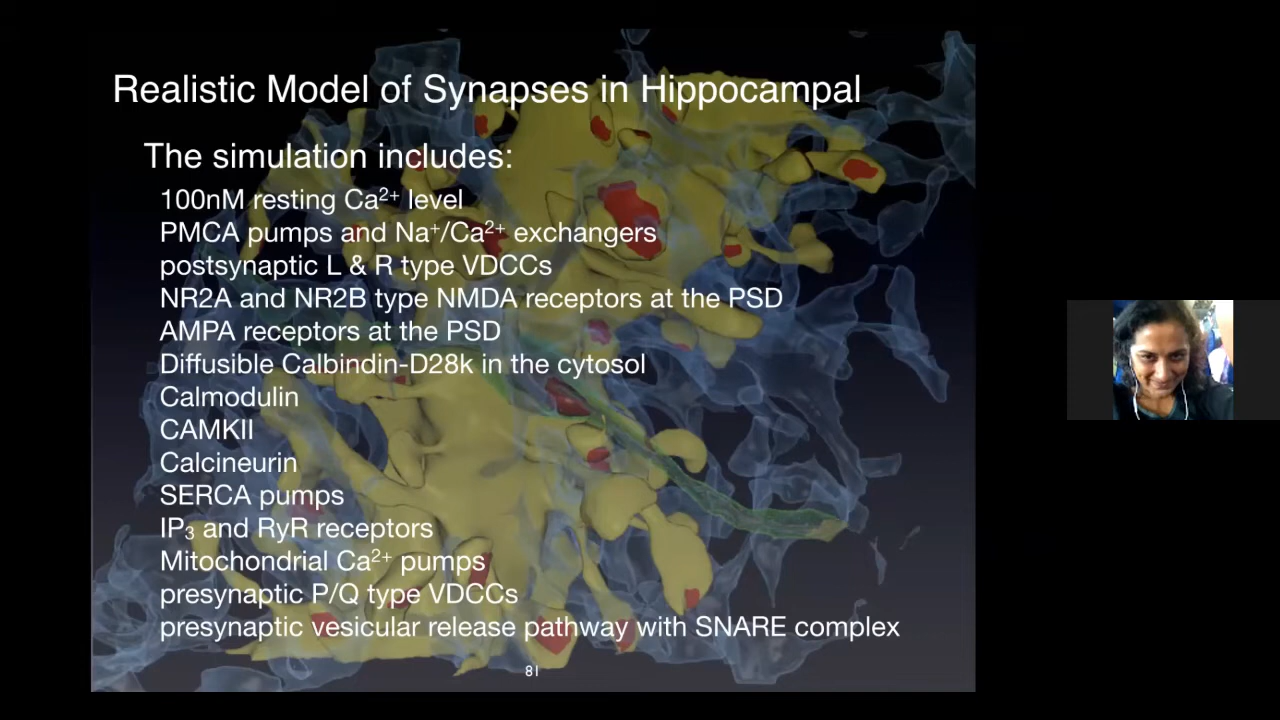 Realistic Model of Synapses in Hippocampal
The simulation includes:
100nM resting Ca²⁺ level
PMCA pumps and Na⁺/Ca²⁺ exchangers
postsynaptic L & R type VDCCs
NR2A and NR2B type NMDA receptors at the PSD
AMPA receptors at the PSD
Diffusible Calbindin-D28k in the cytosol
Calmodulin
CAMKII
Calcineurin
SERCA pumps
IP₃ and RyR receptors
Mitochondrial Ca²⁺ pumps
presynaptic P/Q type VDCCs
presynaptic vesicular release pathway with SNARE complex
81